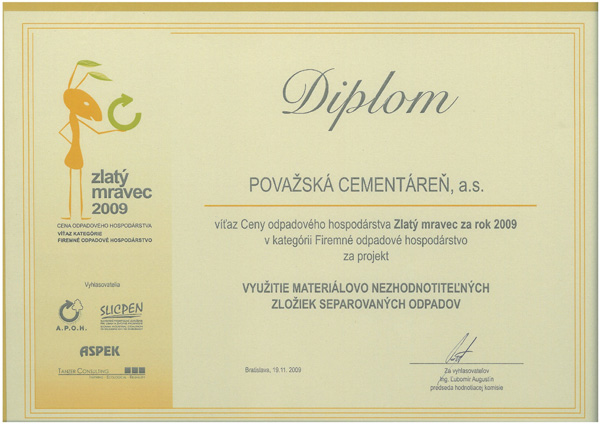 Diplom
zlatý
mravec
2009
CENA ODPADOVÉHO HOSPODÁRSTVA
VÍŤAZ KATEGÓRIE
FIREMNÉ ODPADOVÉ HOSPODÁRSTVO
POVAŽSKÁ CEMENTÁREŇ, a.s.
víťaz Ceny odpadového hospodárstva Zlatý mravec za rok 2009
v kategórii Firemné odpadové hospodárstvo
za projekt
VYUŽITIE MATERIÁLOVO NEZHODNOTITEĽNÝCH
ZLOŽIEK SEPAROVANÝCH ODPADOV
Vyhlasovatelia
A.P.O.H.
SLICPEN
ASPEK
TANZER CONSULTING
Bratislava, 19.11. 2009
Za vyhlasovateľov
Ing. Ľubomír Augustín
predseda hodnotiacej komisie